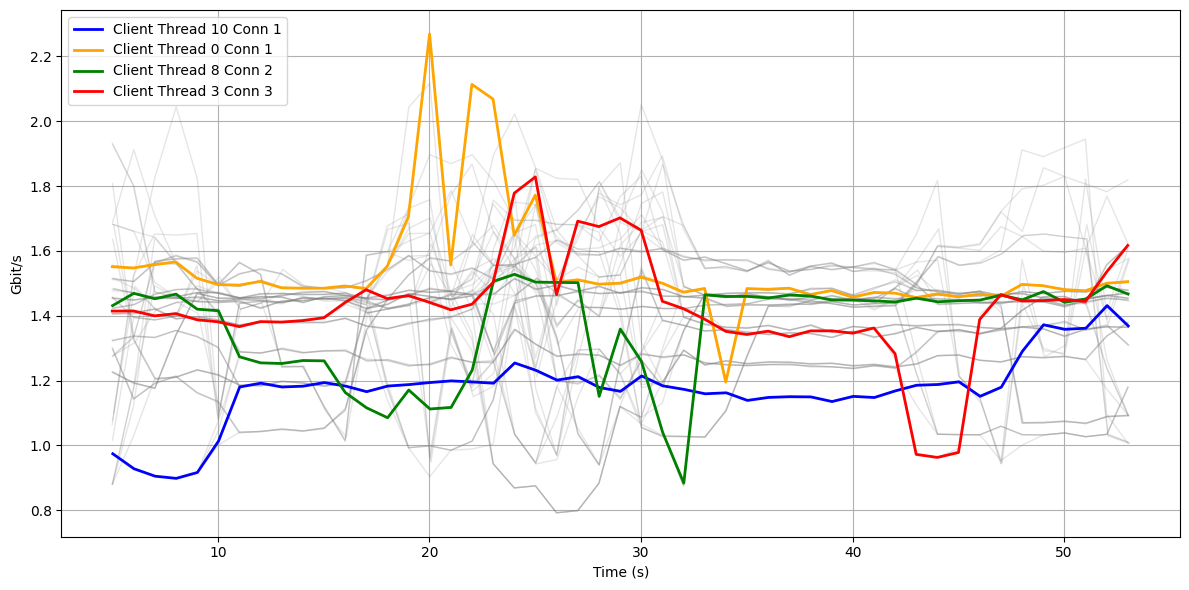 Client Thread 10 Conn 1
Client Thread 0 Conn 1
Client Thread 8 Conn 2
Client Thread 3 Conn 3
2.2
2.0
1.8
1.6
1.4
1.2
1.0
0.8
Gbit/s
10 20 30 40 50
Time (s)